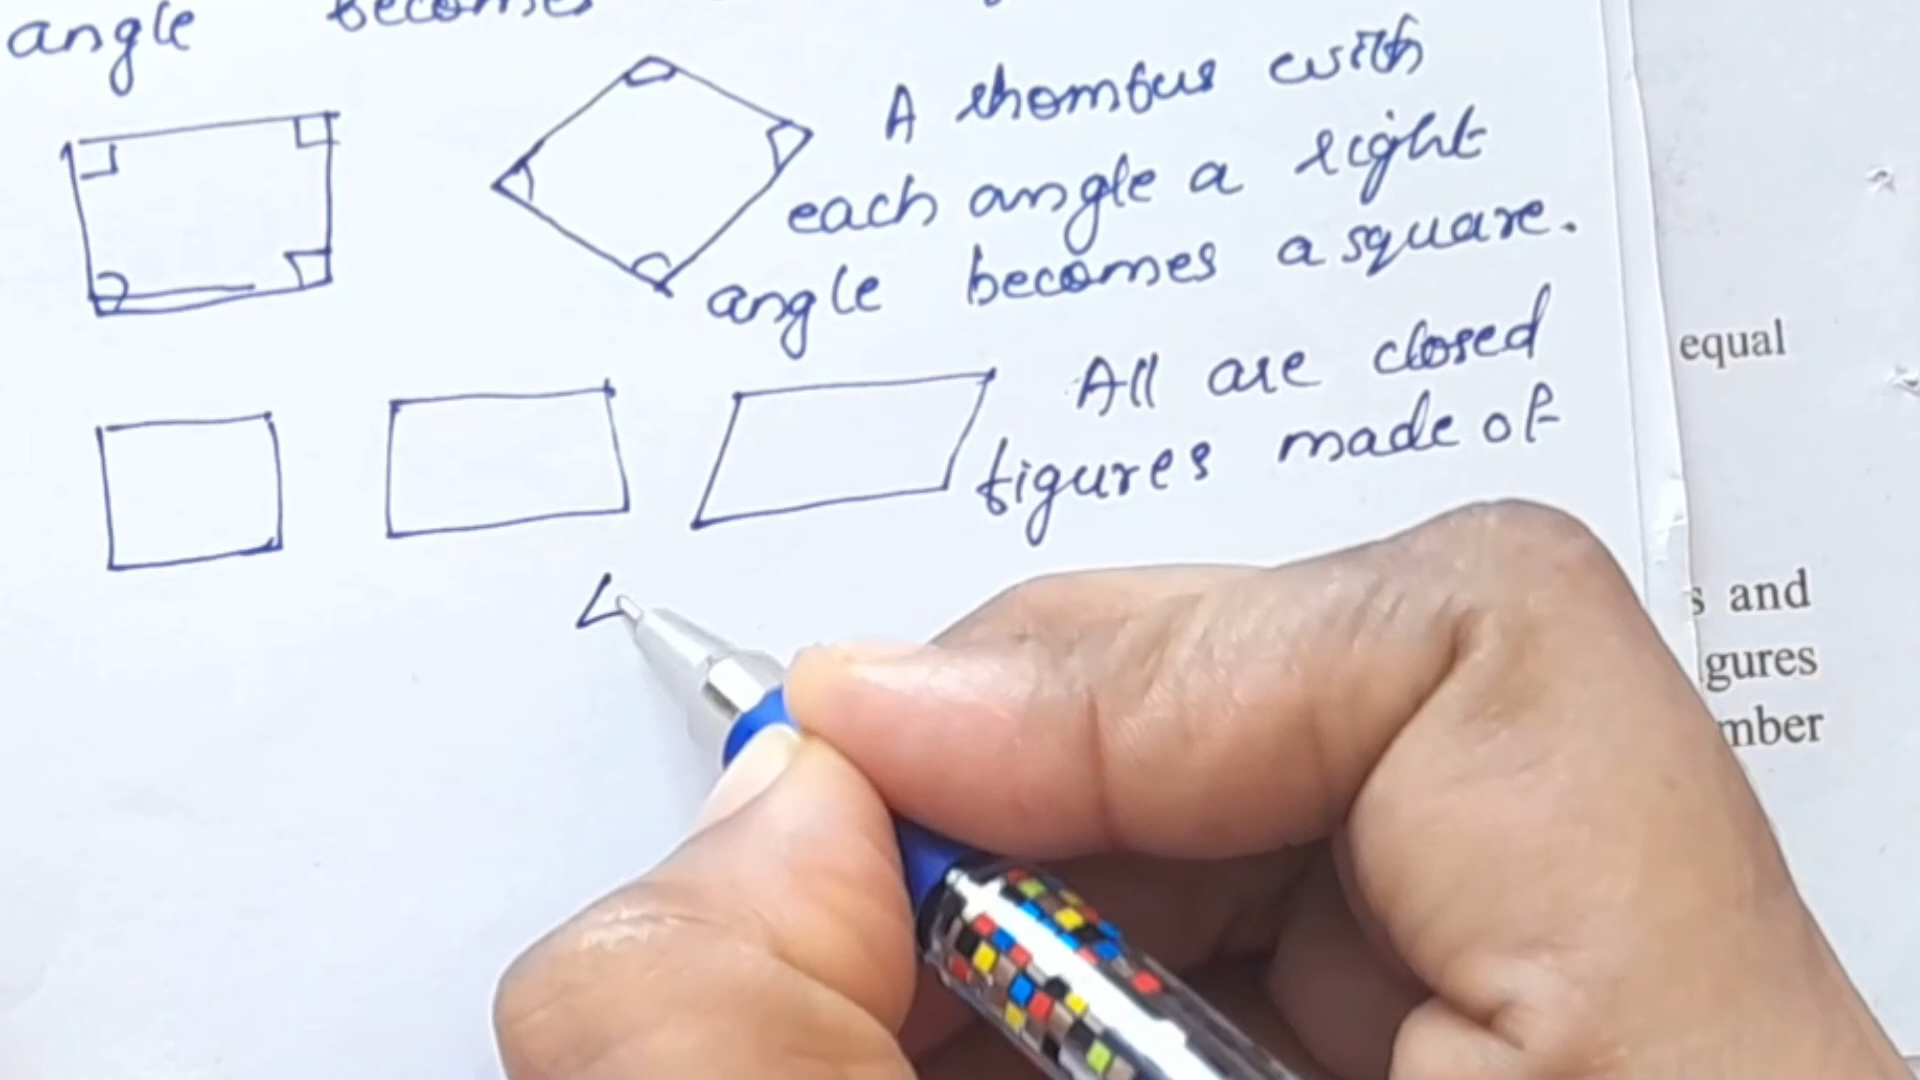 angle becomes
A rhombus with
each angle a right
angle becomes a square.
All are closed
figures made of
equal
s and
gures
mber